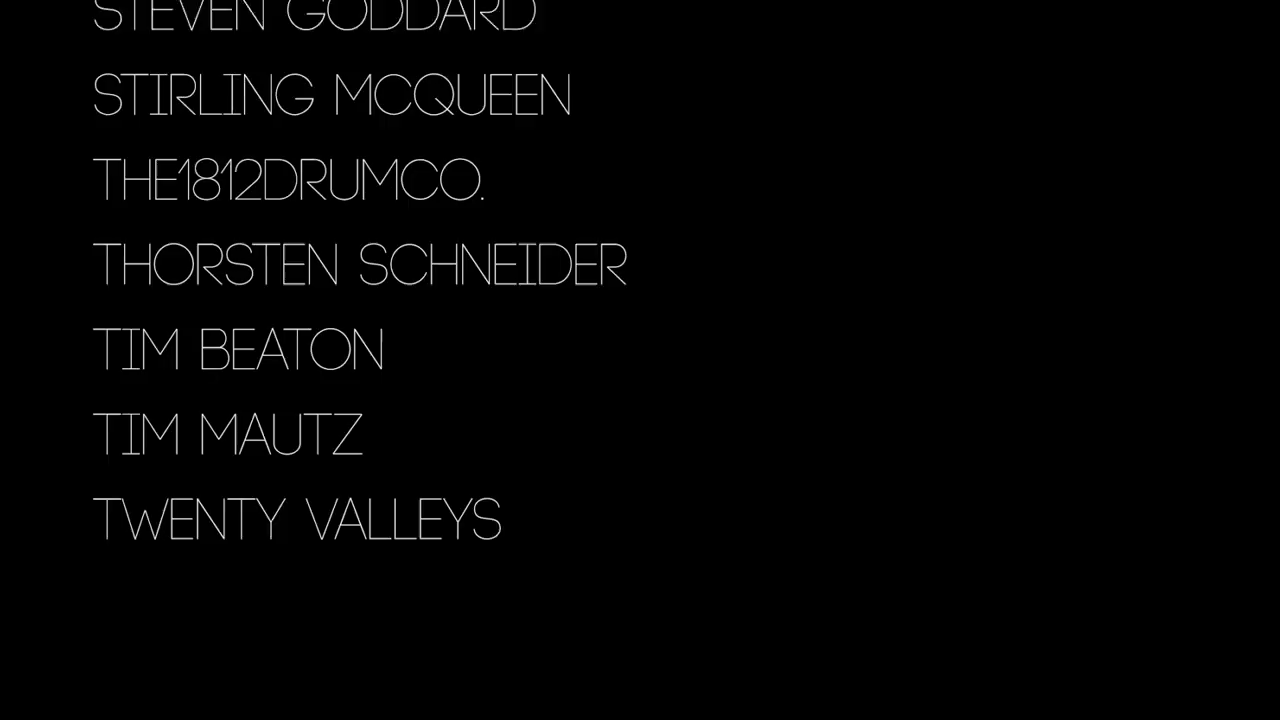 STEVEN GODDARD
STIRLING MCQUEEN
THE1812DRUMCO.
THORSTEN SCHNEIDER
TIM BEATON
TIM MAUTZ
TWENTY VALLEYS